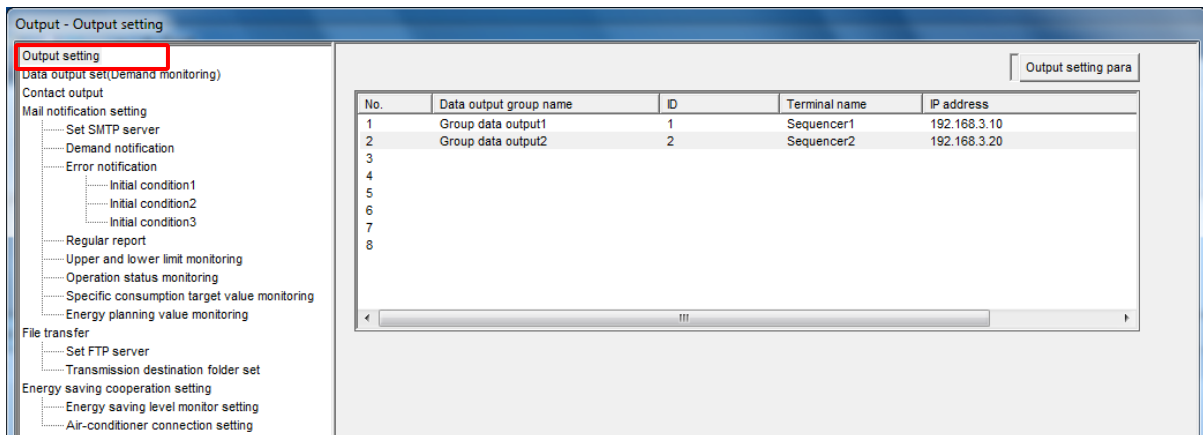 Output - Output setting
Output setting
Data output set(Demand monitoring)
Contact output
Mail notification setting
Set SMTP server
Demand notification
Error notification
Initial condition1
Initial condition2
Initial condition3
Regular report
Upper and lower limit monitoring
Operation status monitoring
Specific consumption target value monitoring
Energy planning value monitoring
File transfer
Set FTP server
Transmission destination folder set
Energy saving cooperation setting
Energy saving level monitor setting
Air-conditioner connection setting
Output setting para
No. Data output group name ID Terminal name IP address
1 Group data output1 1 Sequencer1 192.168.3.10
2 Group data output2 2 Sequencer2 192.168.3.20
3
4
5
6
7
8